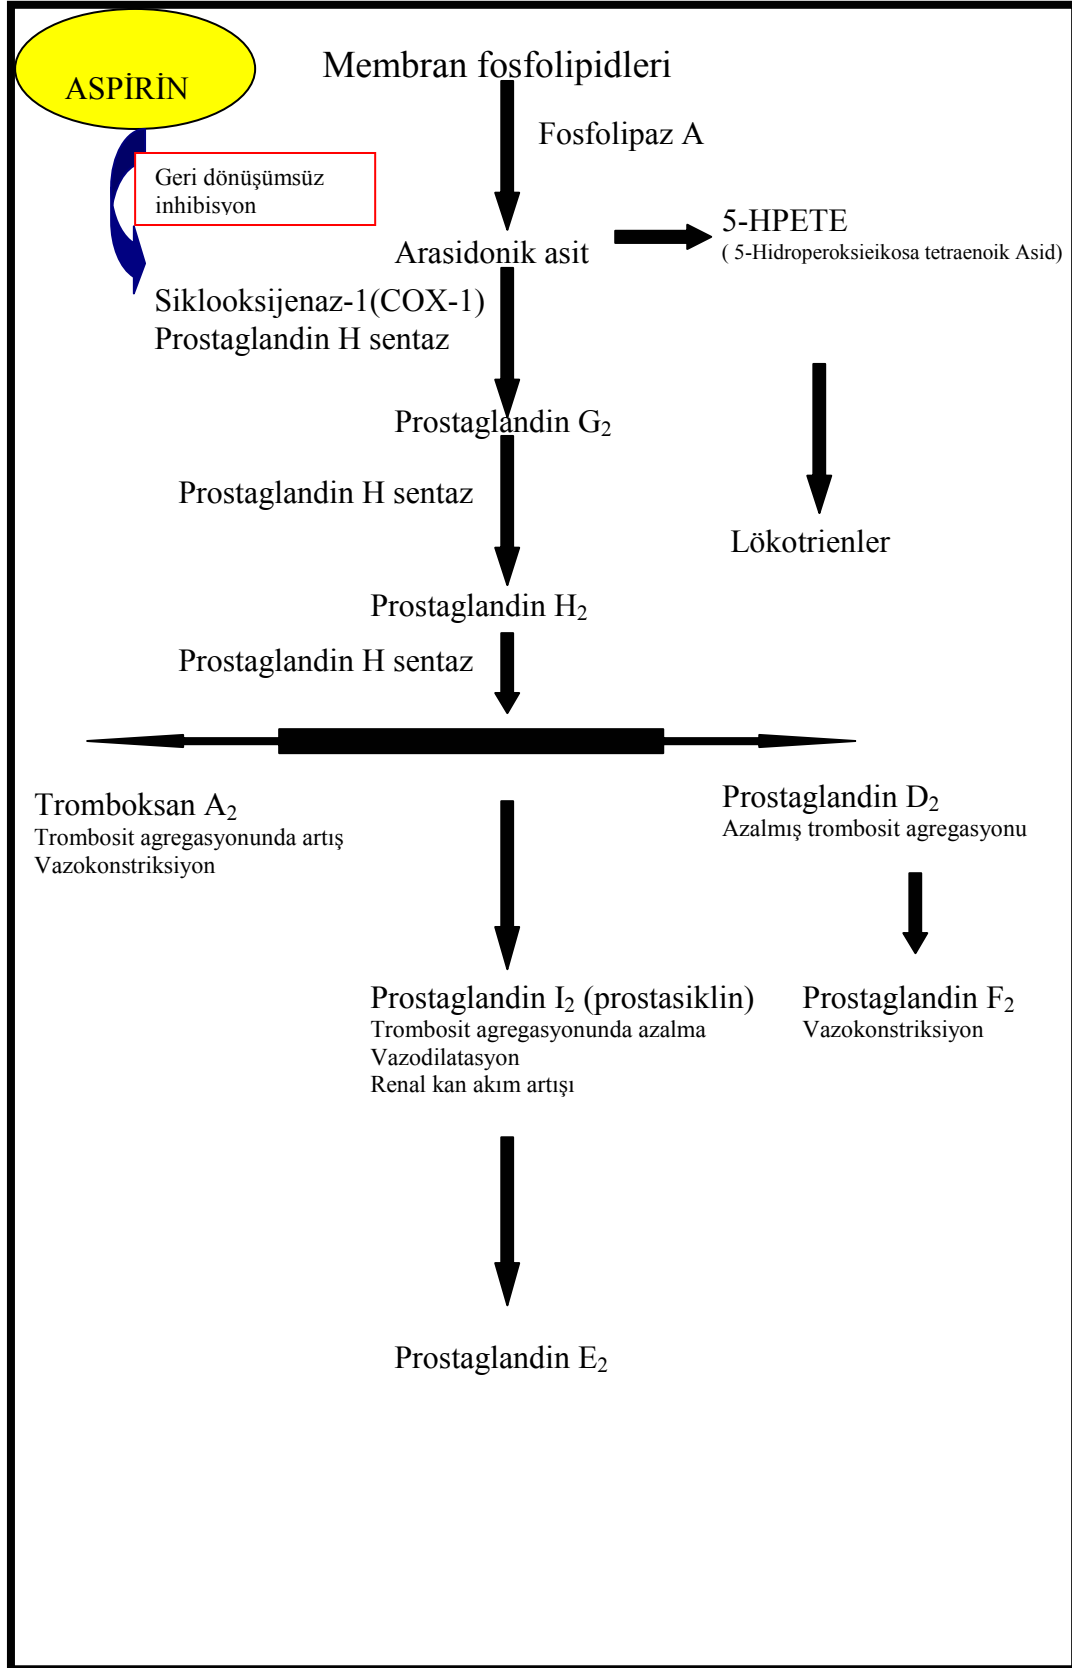 ASPİRİN
Membran fosfolipidleri
Fosfolipaz A
Geri dönüşümsüz
inhibisyon
5-HPETE
( 5-Hidroperoksieikosa tetraenoik Asid)
Arasidonik asit
Siklooksijenaz-1(COX-1)
Prostaglandin H sentaz
Prostaglandin G₂
Prostaglandin H sentaz
Lökotrienler
Prostaglandin H₂
Prostaglandin H sentaz
Tromboksan A₂
Trombosit agregasyonunda artış
Vazokonstriksiyon
Prostaglandin D₂
Azalmış trombosit agregasyonu
Prostaglandin I₂ (prostasiklin)
Trombosit agregasyonunda azalma
Vazodilatasyon
Renal kan akım artışı
Prostaglandin F₂
Vazokonstriksiyon
Prostaglandin E₂